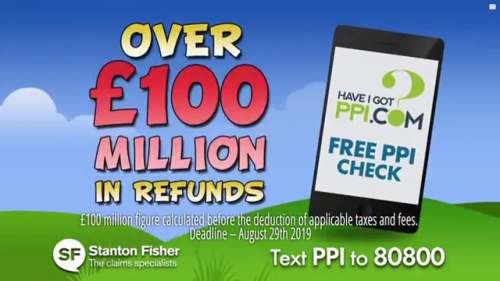 OVER
£100
MILLION
IN REFUNDS
HAVE I GOT
PPI.COM
FREE PPI
CHECK
£100 million figure calculated before the deduction of applicable taxes and fees.
Deadline – August 29th 2019
SF
Stanton Fisher
The claims specialists
Text PPI to 80800